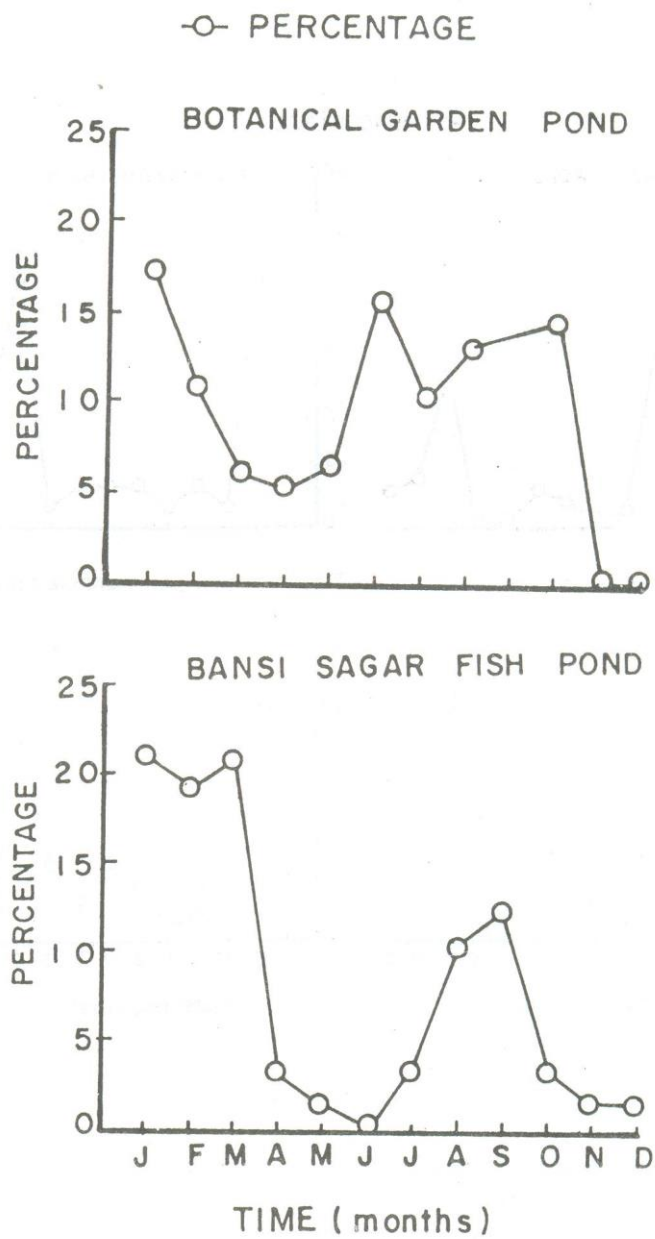 PERCENTAGE
BOTANICAL GARDEN POND
25
20
15
10
5
0
PERCENTAGE
BANSI SAGAR FISH POND
25
20
15
10
5
0
PERCENTAGE
J F M A M J J A S O N D
TIME (months)